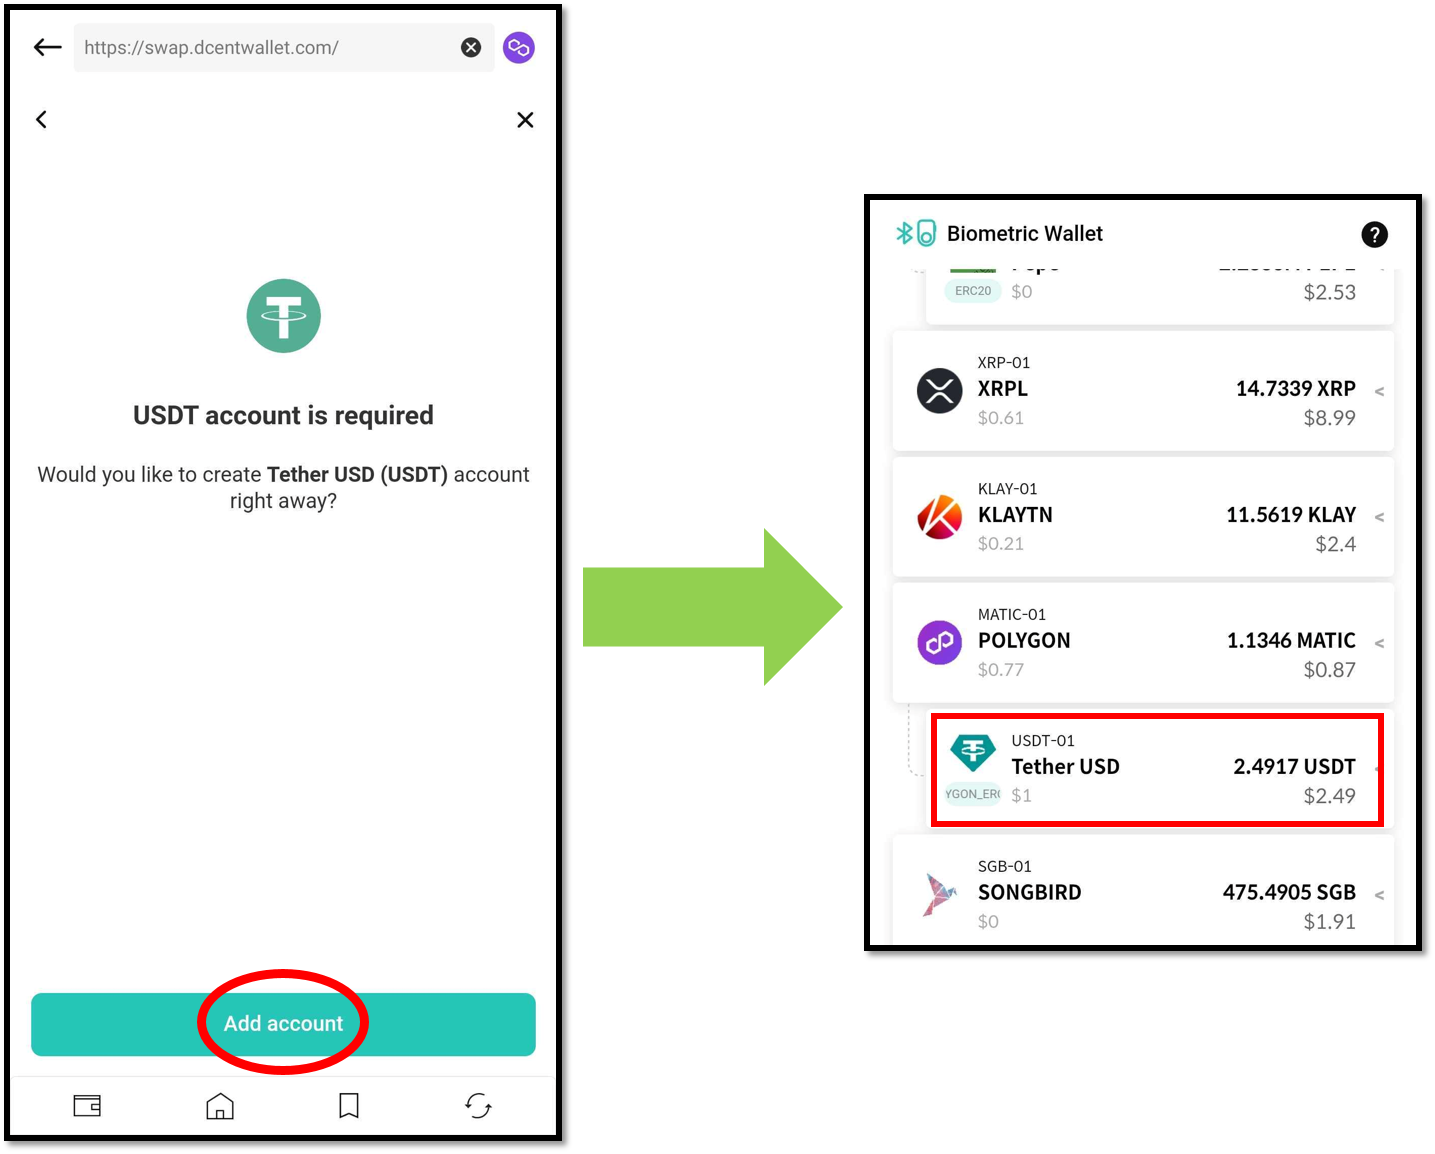 https://swap.dcentwallet.com/
USDT account is required
Would you like to create Tether USD (USDT) account
right away?
Add account
Biometric Wallet
?
ERC20
$0
$2.53
XRP-01
XRPL
14.7339 XRP
$0.61
$8.99
KLAY-01
KLAYTN
11.5619 KLAY
$0.21
$2.4
MATIC-01
POLYGON
1.1346 MATIC
$0.77
$0.87
USDT-01
Tether USD
2.4917 USDT
YGON_ERC
$1
$2.49
SGB-01
SONGBIRD
475.4905 SGB
$0
$1.91